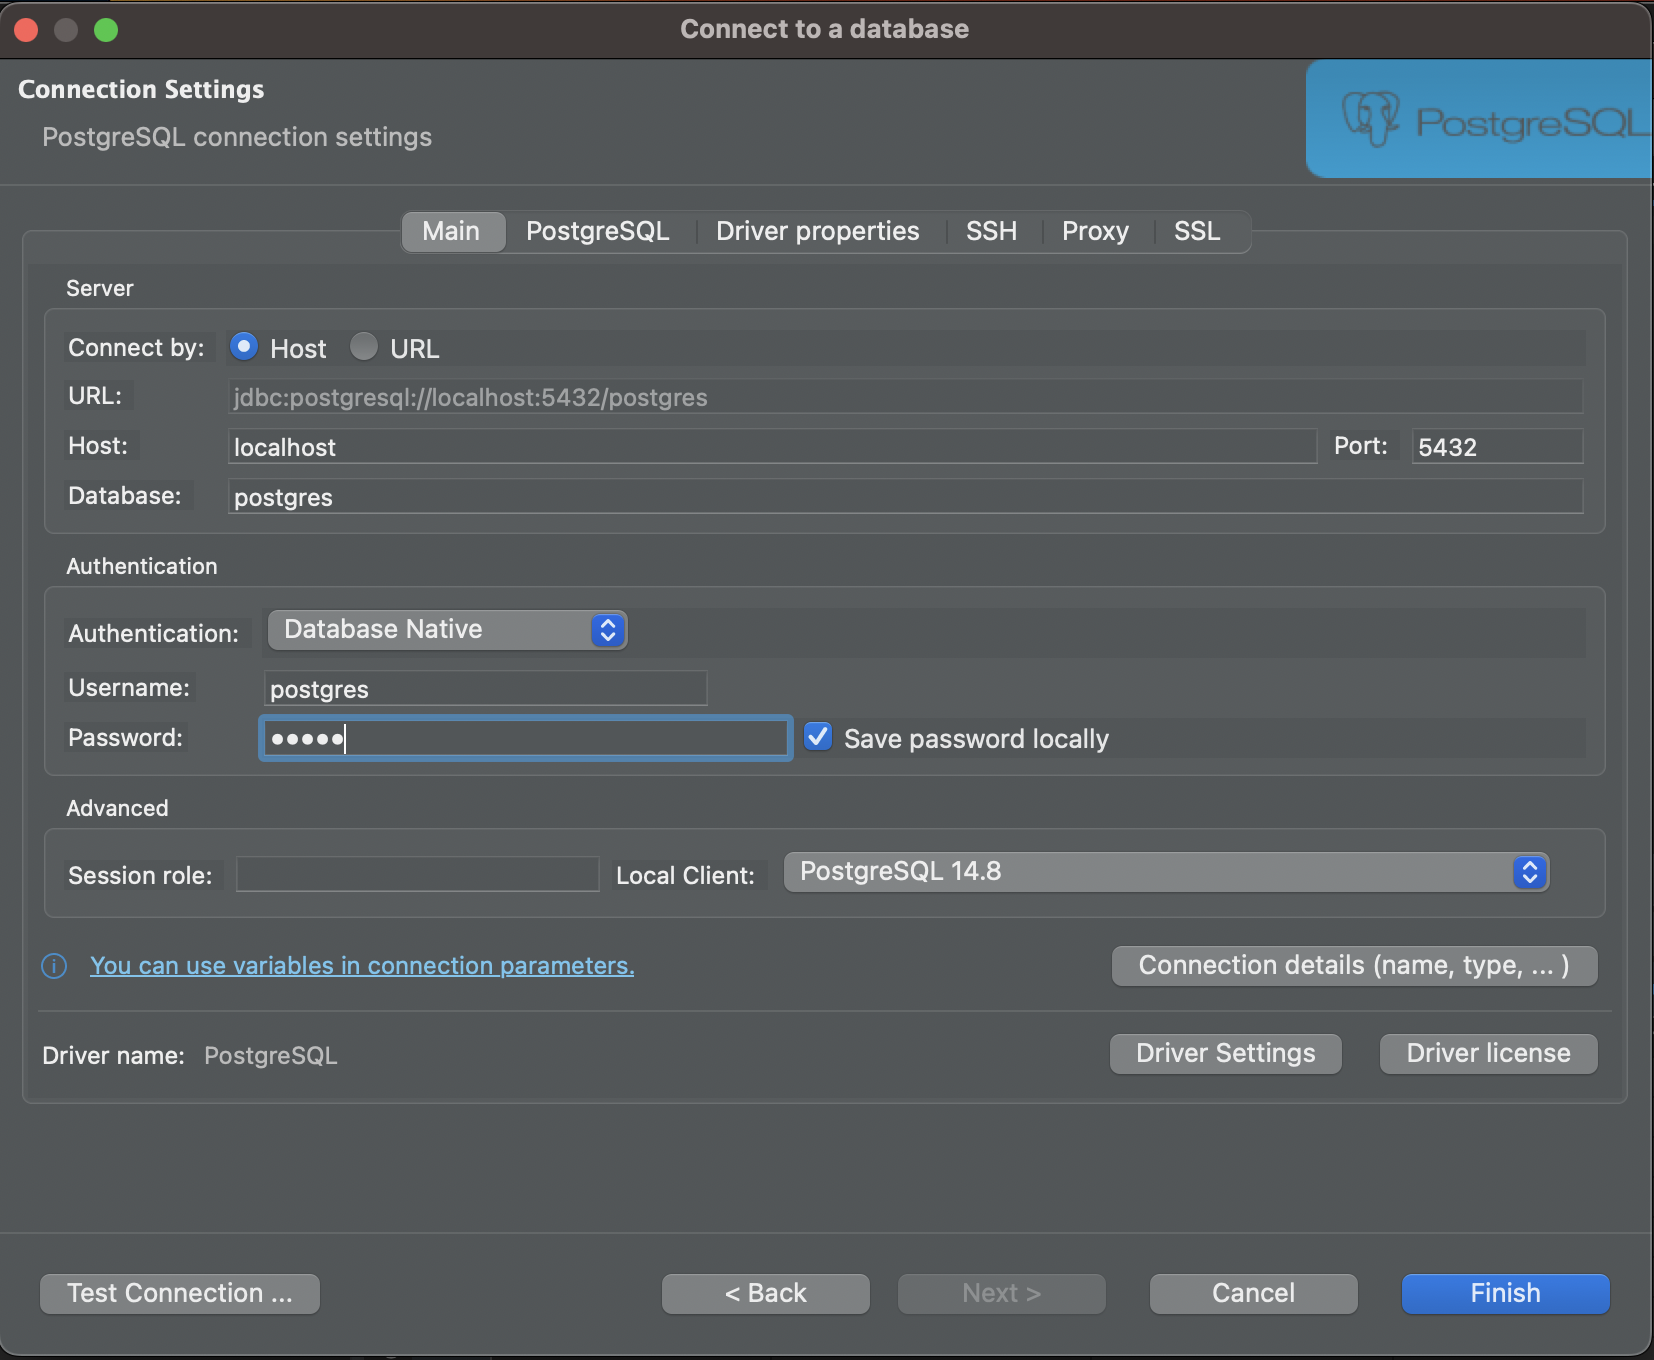 Connect to a database
Connection Settings
PostgreSQL connection settings
PostgreSQL
Main PostgreSQL Driver properties SSH Proxy SSL
Server
Connect by: Host URL
URL: jdbc:postgresql://localhost:5432/postgres
Host: localhost Port: 5432
Database: postgres
Authentication
Authentication: Database Native
Username: postgres
Password: ●●●●● Save password locally
Advanced
Session role: Local Client: PostgreSQL 14.8
You can use variables in connection parameters.
Connection details (name, type, ... )
Driver name: PostgreSQL Driver Settings Driver license
Test Connection ... < Back Next > Cancel Finish